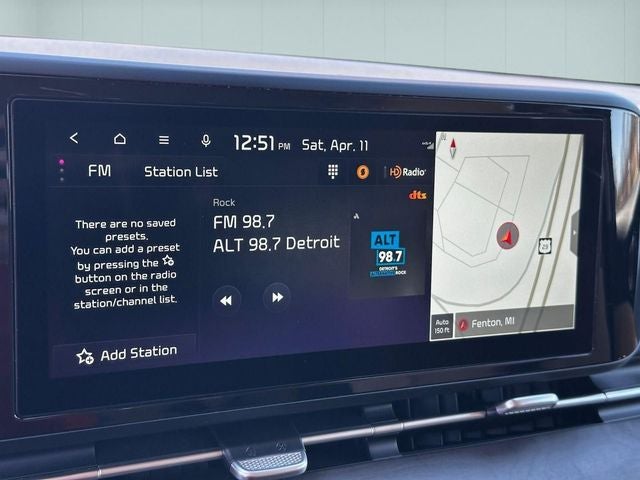 12:51 PM Sat, Apr. 11
FM Station List
HD Radio
dts
There are no saved
presets.
You can add a preset
by pressing the
button on the radio
screen or in the
station/channel list.
Add Station
Rock
FM 98.7
ALT 98.7 Detroit
ALT
98.7
DETROIT'S
ALTERNATIVE ROCK
N
23
Auto
150 ft
Fenton, MI